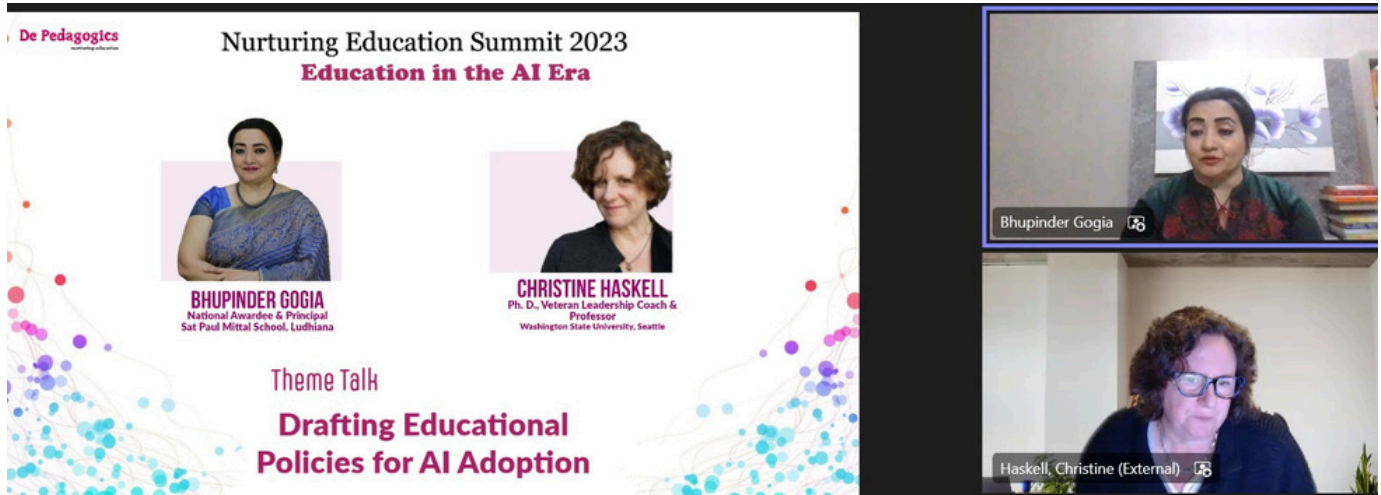 De Pedagogics
nurturing education
Nurturing Education Summit 2023
Education in the AI Era
BHUPINDER GOGIA
National Awardee & Principal
Sat Paul Mittal School, Ludhiana
CHRISTINE HASKELL
Ph. D., Veteran Leadership Coach &
Professor
Washington State University, Seattle
Theme Talk
Drafting Educational
Policies for AI Adoption
Bhupinder Gogia
Haskell, Christine (External)